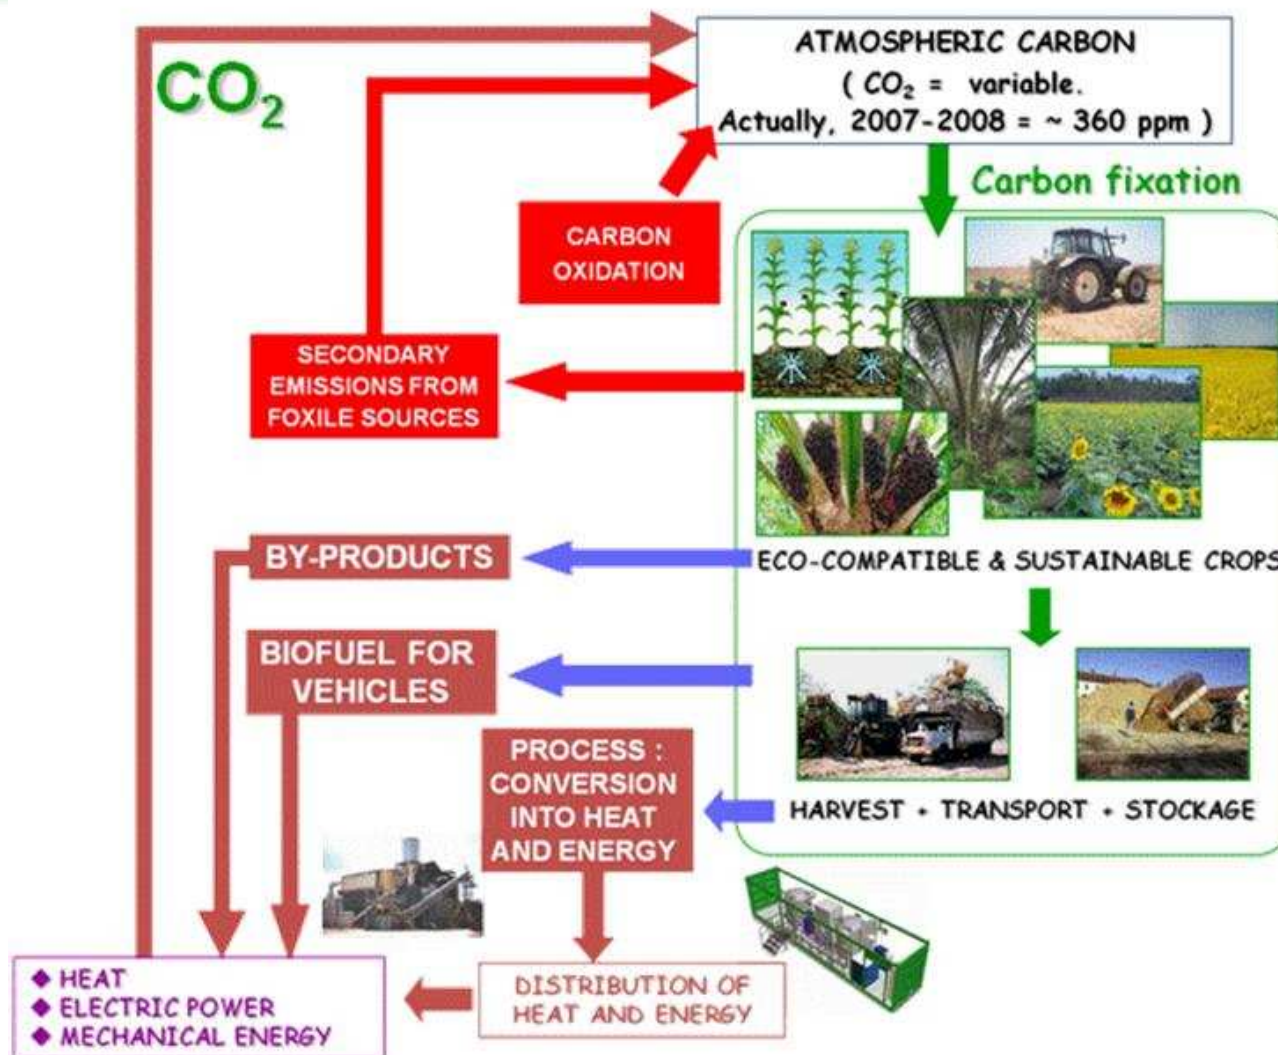 CO₂
ATMOSPHERIC CARBON
( CO₂ = variable.
Actually, 2007-2008 = ~ 360 ppm )
Carbon fixation
CARBON
OXIDATION
SECONDARY
EMISSIONS FROM
FOXILE SOURCES
BY-PRODUCTS
ECO-COMPATIBLE & SUSTAINABLE CROPS
BIOFUEL FOR
VEHICLES
PROCESS :
CONVERSION
INTO HEAT
AND ENERGY
HARVEST + TRANSPORT + STOCKAGE
◆ HEAT
◆ ELECTRIC POWER
◆ MECHANICAL ENERGY
DISTRIBUTION OF
HEAT AND ENERGY